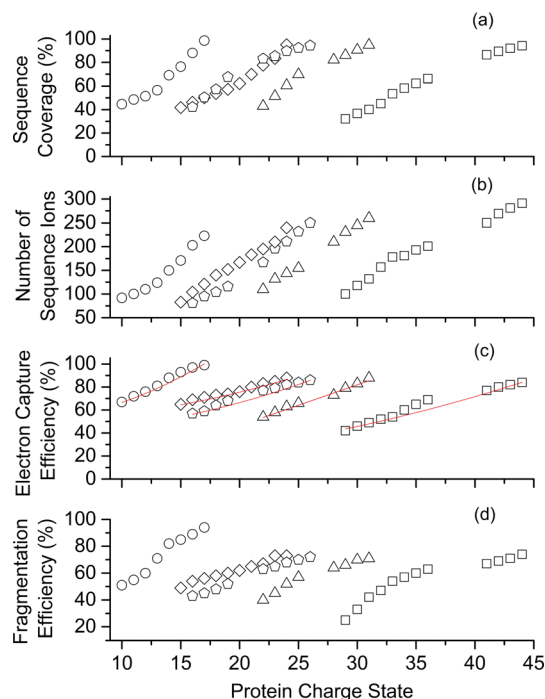 (a)
100
80
60
40
20
0
Sequence
Coverage (%)
(b)
300
250
200
150
100
50
Number of
Sequence Ions
(c)
100
80
60
40
20
0
Electron Capture
Efficiency (%)
(d)
100
80
60
40
20
Fragmentation
Efficiency (%)
10 15 20 25 30 35 40 45
Protein Charge State